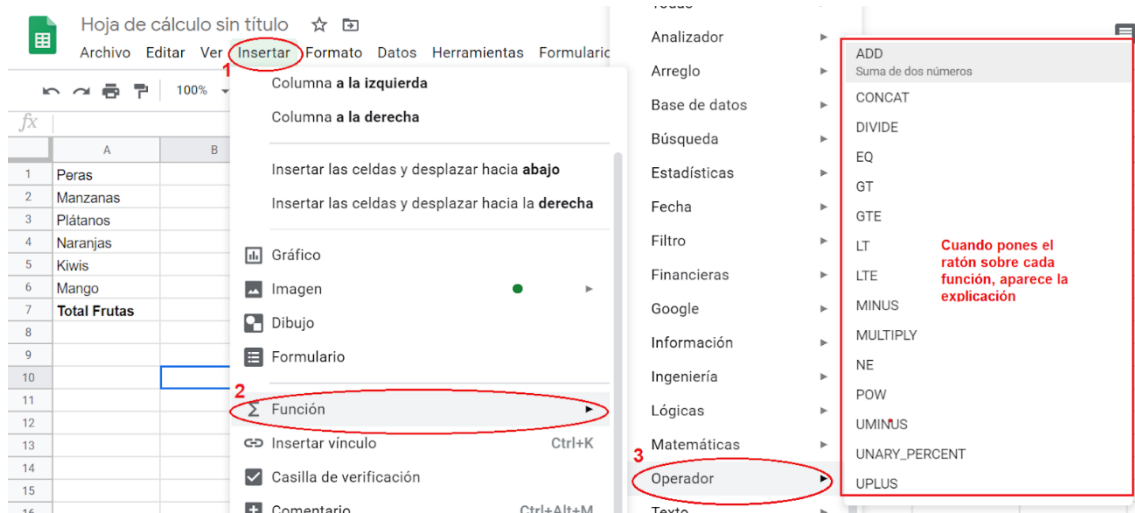 Hoja de cálculo sin título
Archivo Editar Ver Insertar Formato Datos Herramientas Formulario
1
100%
fx
A B
1 Peras
2 Manzanas
3 Plátanos
4 Naranjas
5 Kiwis
6 Mango
7 Total Frutas
8
9
10
11
12
13
14
15
16
Columna a la izquierda
Columna a la derecha
Insertar las celdas y desplazar hacia abajo
Insertar las celdas y desplazar hacia la derecha
Gráfico
Imagen
Dibujo
Formulario
2
Función
Insertar vínculo Ctrl+K
Casilla de verificación
Comentario Ctrl+Alt+M
Todas
Analizador
Arreglo
Base de datos
Búsqueda
Estadísticas
Fecha
Filtro
Financieras
Google
Información
Ingeniería
Lógicas
Matemáticas
3
Operador
Texto
ADD
Suma de dos números
CONCAT
DIVIDE
EQ
GT
GTE
LT
LTE
MINUS
MULTIPLY
NE
POW
UMINUS
UNARY_PERCENT
UPLUS
Cuando pones el
ratón sobre cada
función, aparece la
explicación